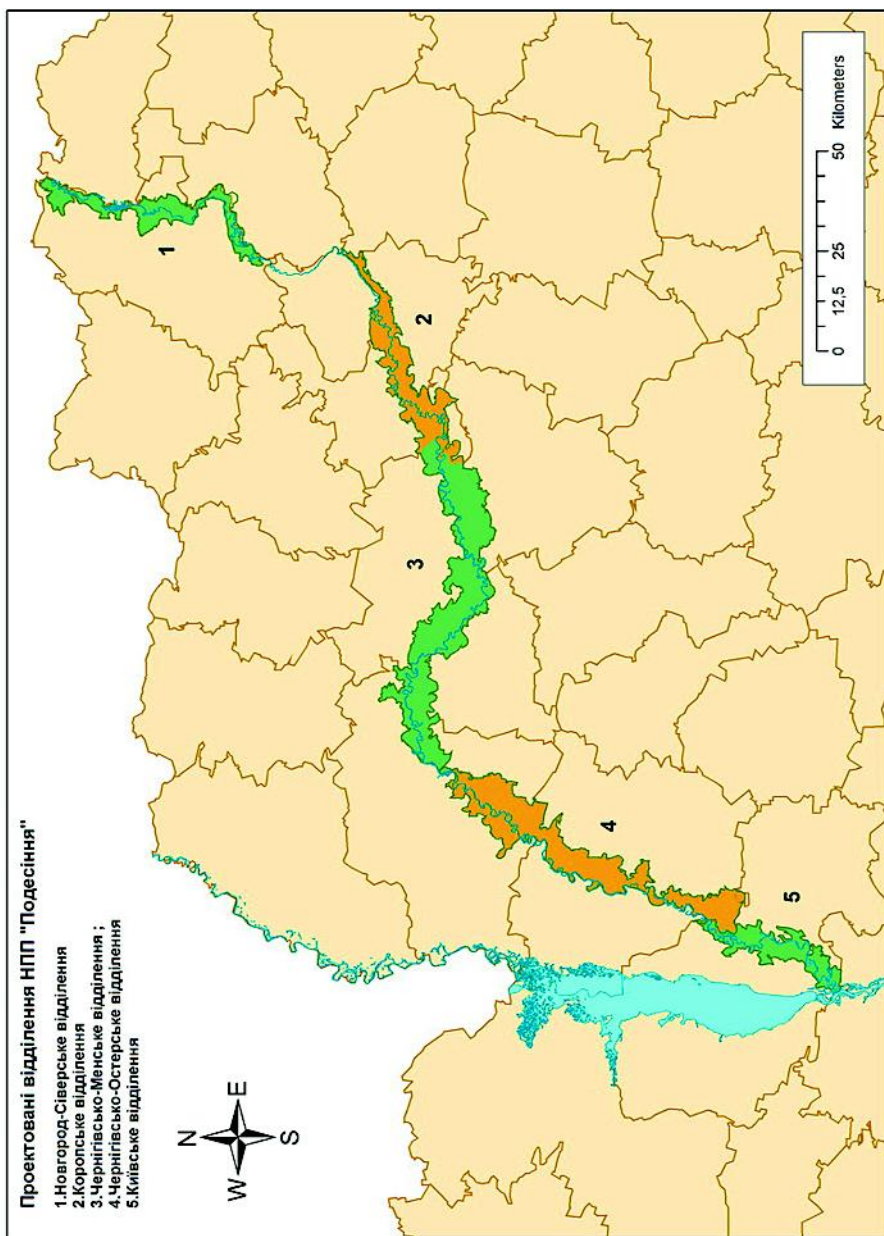 Проектовані відділення НПП "Подесіння"
1.Новгород-Сіверське відділення
2.Коропське відділення
3.Чернігівсько-Менське відділення ;
4.Чернігівсько-Остерське відділення
5.Київське відділення
N
W E
S
1
2
3
4
5
0 12,5 25 50
Kilometers